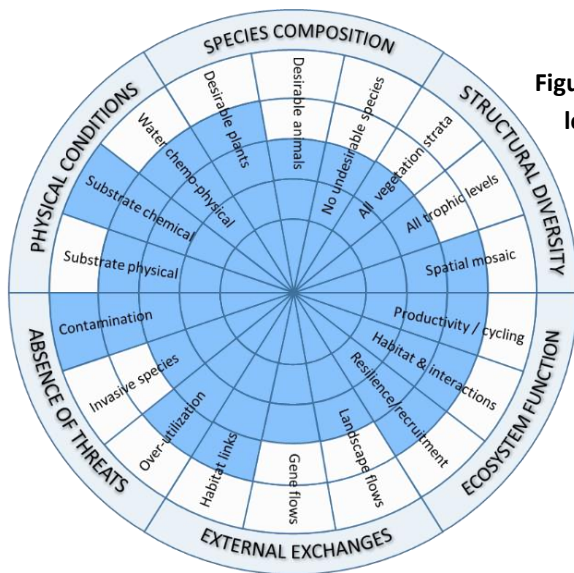 SPECIES COMPOSITION
Desirable plants
Desirable animals
No undesirable species
STRUCTURAL DIVERSITY
All vegetation strata
All trophic levels
Spatial mosaic
ECOSYSTEM FUNCTION
Productivity / cycling
Habitat & interactions
Resilience/recruitment
EXTERNAL EXCHANGES
Landscape flows
Gene flows
Habitat links
ABSENCE OF THREATS
Over-utilization
Invasive species
Contamination
PHYSICAL CONDITIONS
Substrate physical
Substrate chemical
Water chemo-physical
Figu
le